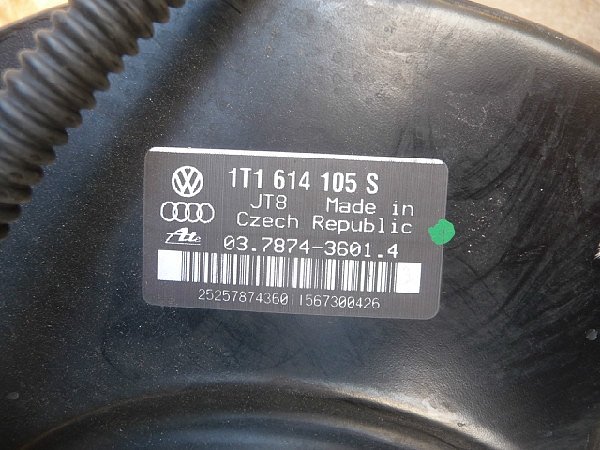 1T1 614 105 S
JT8 Made in
Czech Republic
Ate
03.7874-3601.4
25257874360 1567300426